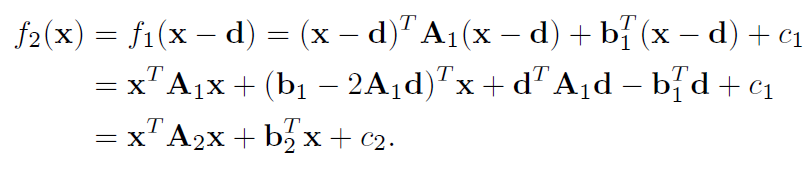 f₂(x) = f₁(x − d) = (x − d)ᵀA₁(x − d) + b₁ᵀ(x − d) + c₁
= xᵀA₁x + (b₁ − 2A₁d)ᵀx + dᵀA₁d − b₁ᵀd + c₁
= xᵀA₂x + b₂ᵀx + c₂.